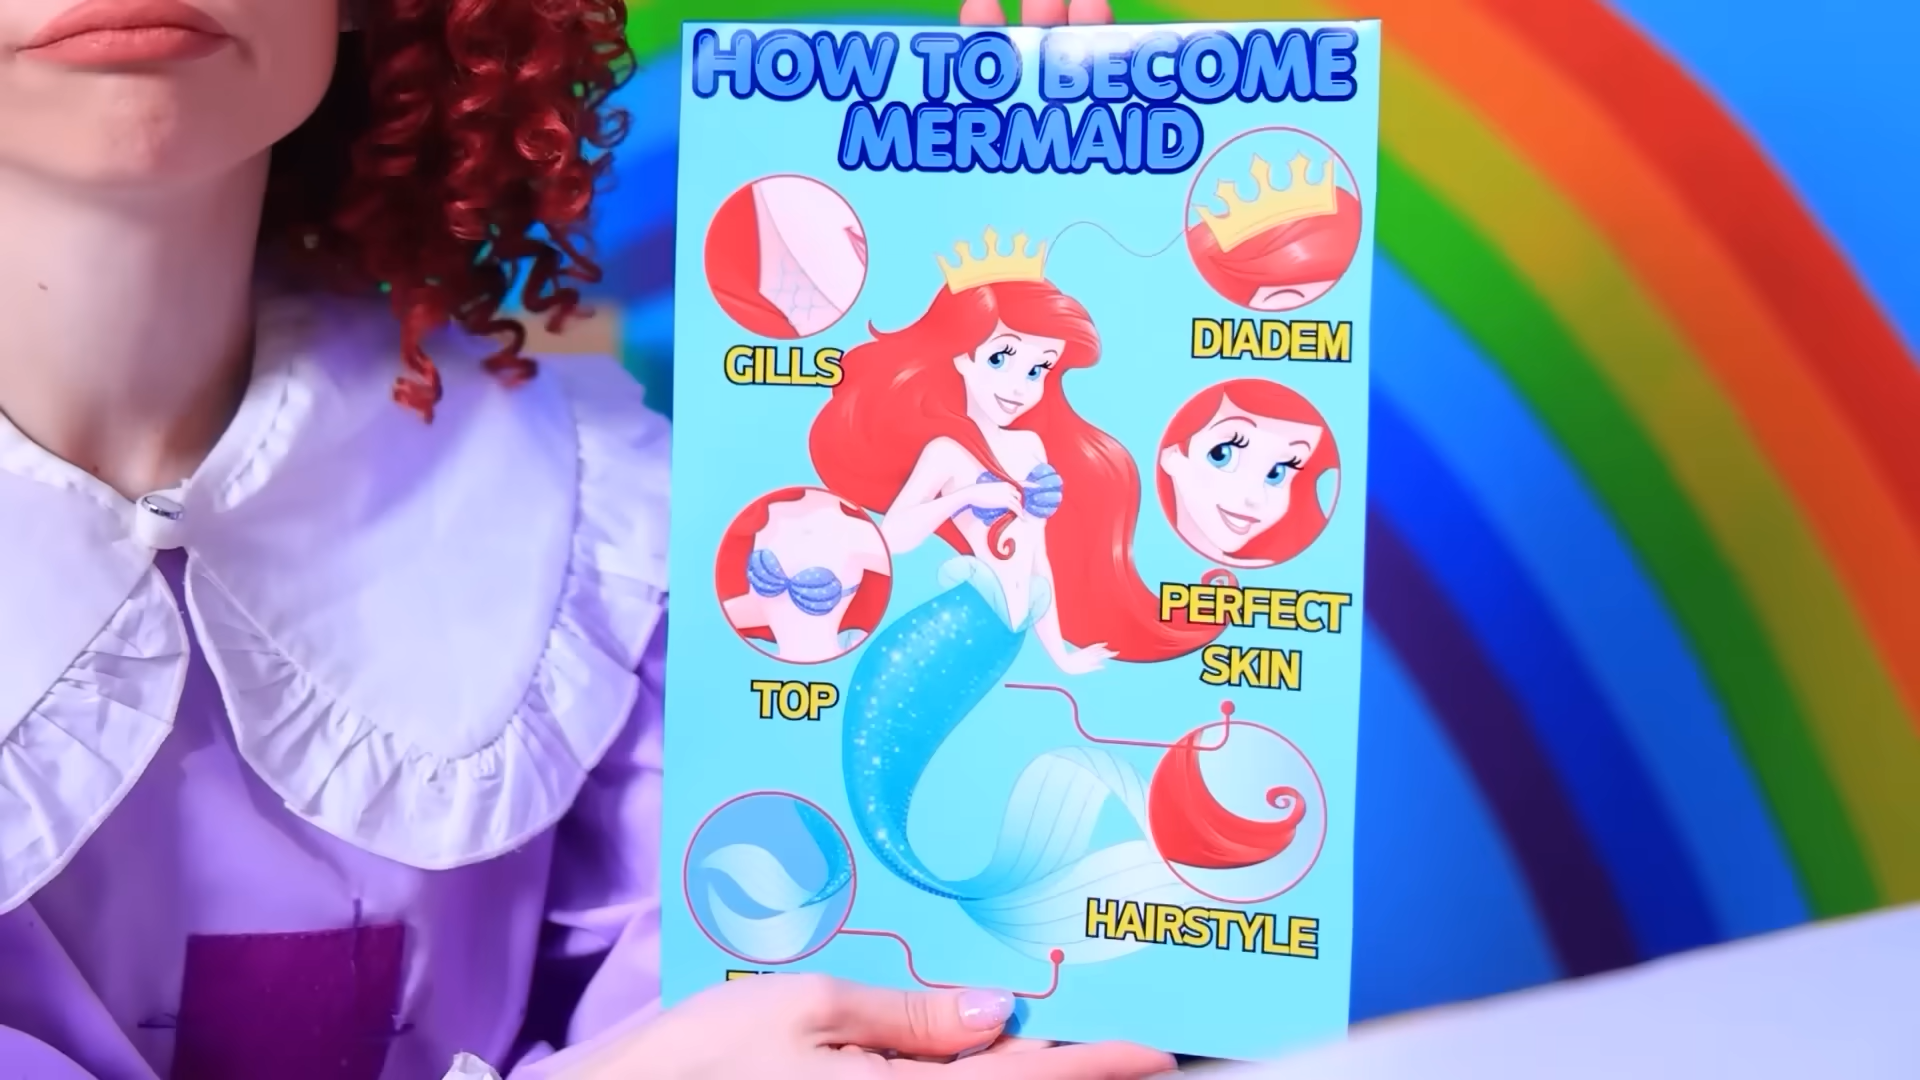 HOW TO BECOME
MERMAID
GILLS
DIADEM
TOP
PERFECT
SKIN
HAIRSTYLE